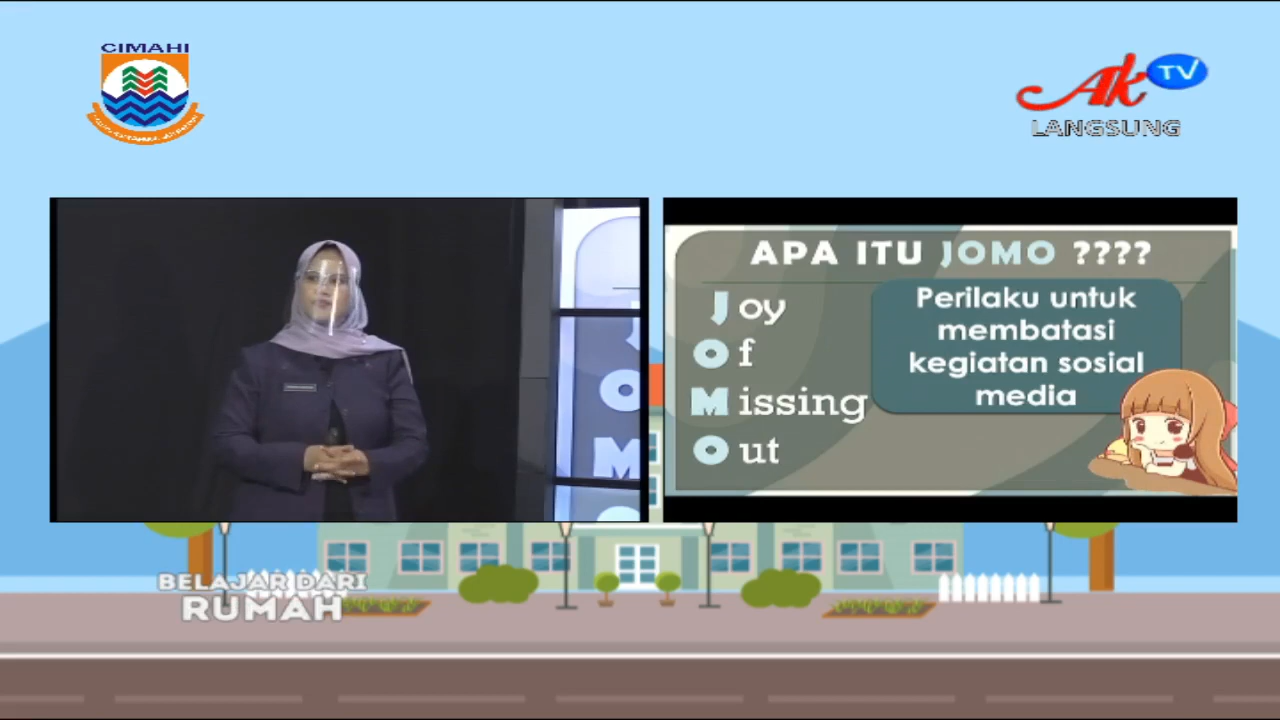 CIMAHI
Ak TV
LANGSUNG
APA ITU JOMO ????
Joy
Of
Missing
Out
Perilaku untuk
membatasi
kegiatan sosial
media
O
M
BELAJAR DARI
RUMAH